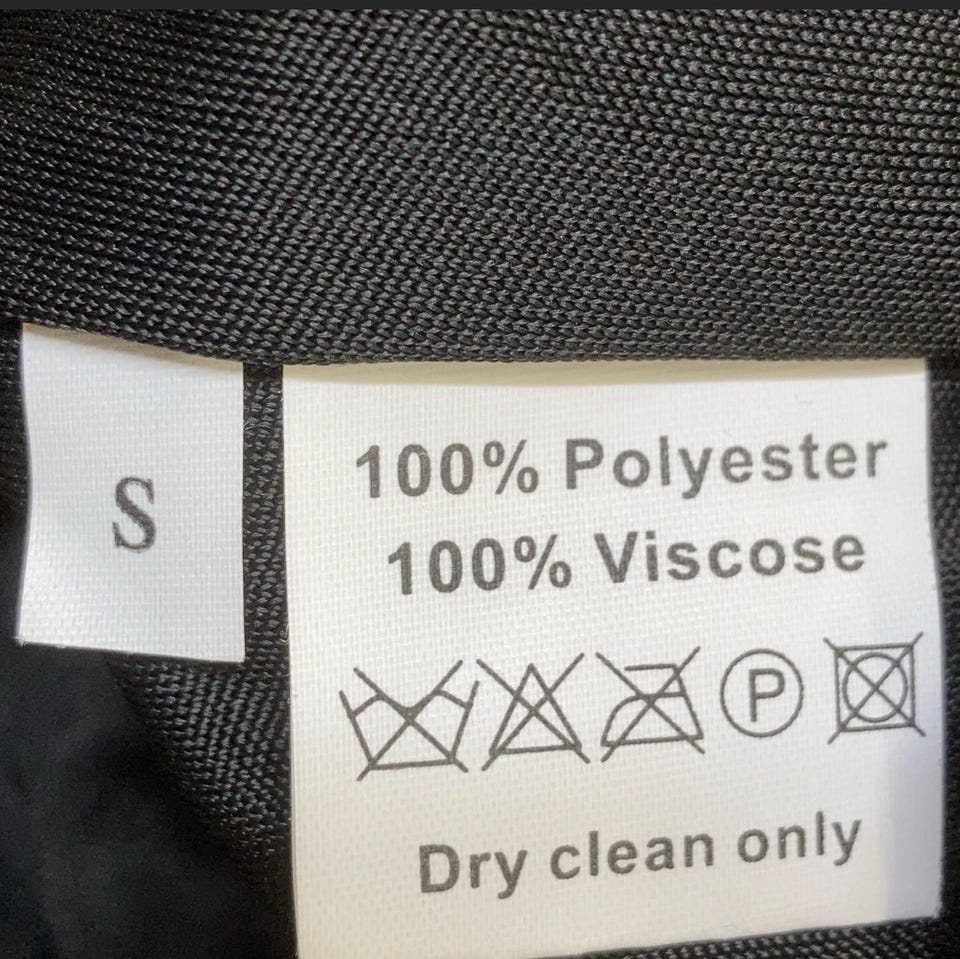 S
100% Polyester
100% Viscose
P
Dry clean only